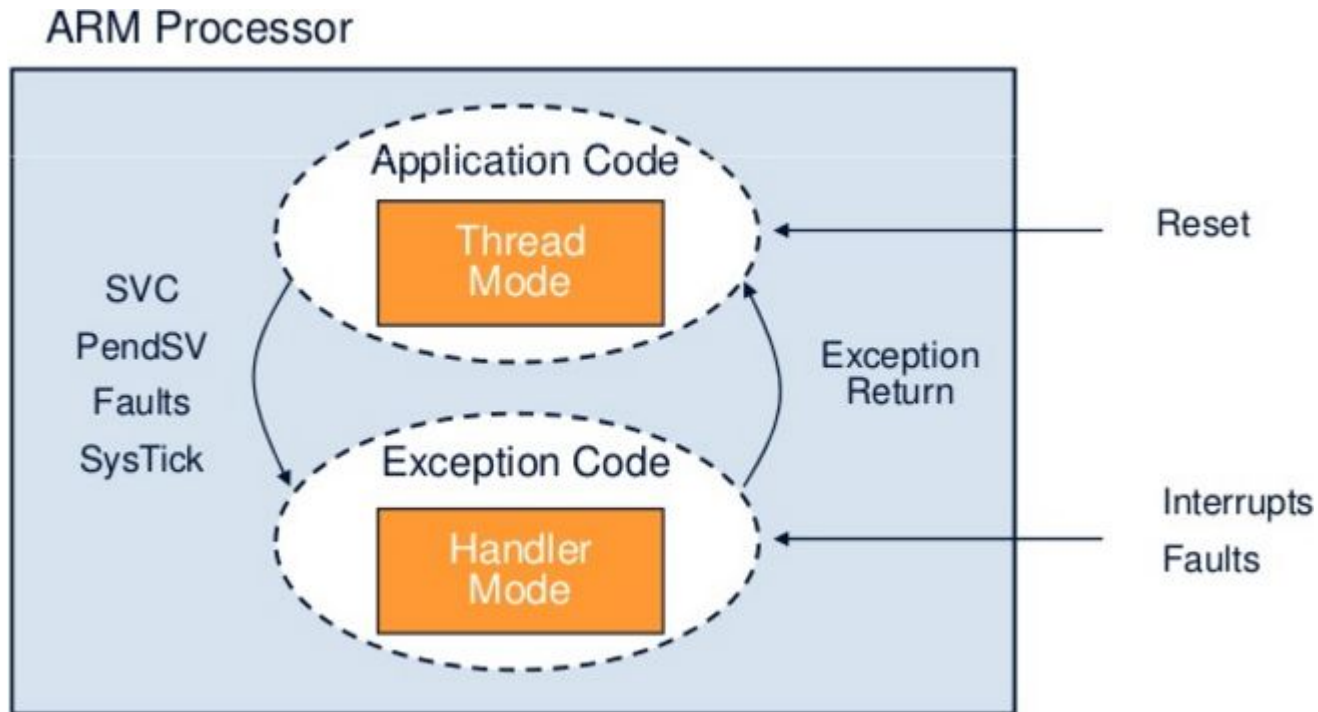 ARM Processor
Application Code
Thread
Mode
Reset
SVC
PendSV
Faults
SysTick
Exception
Return
Exception Code
Handler
Mode
Interrupts
Faults